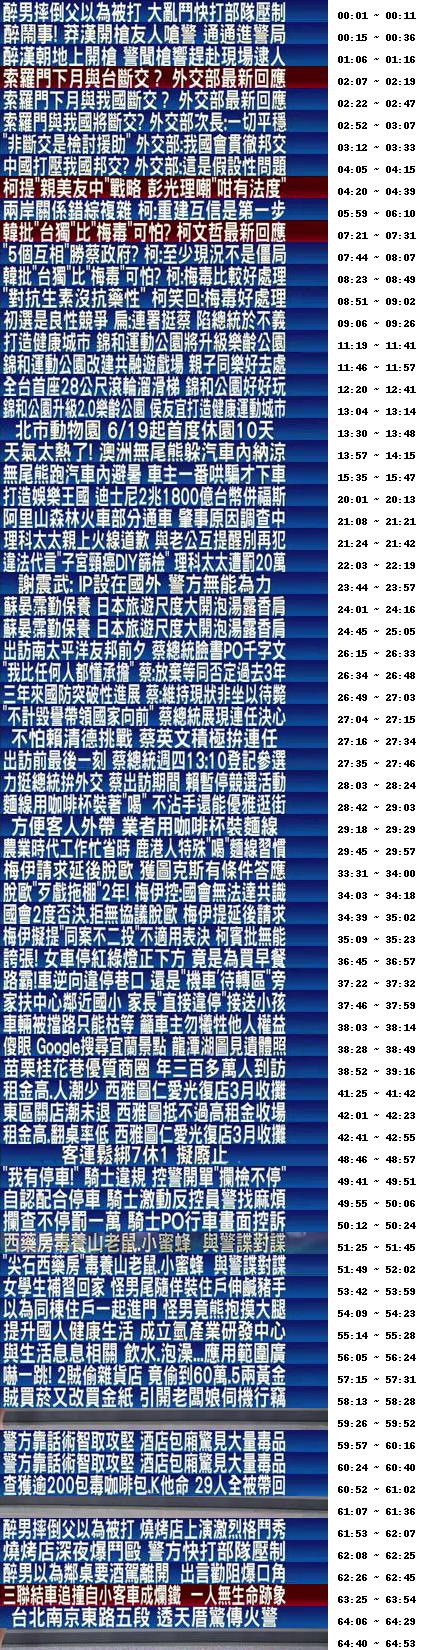 醉男摔倒父以為被打 大亂鬥快打部隊壓制 00:01 ~ 00:11
醉鬧事! 莽漢開槍友人嗆警 通通進警局 00:15 ~ 00:36
醉漢朝地上開槍 警聞槍響趕赴現場逮人 01:06 ~ 01:16
索羅門下月與台斷交？ 外交部最新回應 02:07 ~ 02:19
索羅門下月與我國斷交? 外交部最新回應 02:22 ~ 02:47
索羅門與我國將斷交? 外交部次長:一切平穩 02:52 ~ 03:07
"非斷交是檢討援助" 外交部:我國會貫徹邦交 03:12 ~ 03:33
中國打壓我國邦交? 外交部:這是假設性問題 04:05 ~ 04:15
柯提"親美友中"戰略 彭光理嘲"咁有法度" 04:20 ~ 04:39
兩岸關係錯綜複雜 柯:重建互信是第一步 05:59 ~ 06:10
韓批"台獨"比"梅毒"可怕? 柯文哲最新回應 07:21 ~ 07:31
"5個互相"勝蔡政府? 柯:至少現況不是僵局 07:44 ~ 08:07
韓批"台獨"比"梅毒"可怕? 柯:梅毒比較好處理 08:23 ~ 08:49
"對抗生素沒抗藥性" 柯笑回:梅毒好處理 08:51 ~ 09:02
初選是良性競爭 扁:連署挺蔡 陷總統於不義 09:06 ~ 09:26
打造健康城市 錦和運動公園將升級樂齡公園 11:19 ~ 11:41
錦和運動公園改建共融遊戲場 親子同樂好去處 11:46 ~ 11:57
全台首座28公尺滾輪溜滑梯 錦和公園好好玩 12:20 ~ 12:41
錦和公園升級2.0樂齡公園 侯友宜打造健康運動城市 13:04 ~ 13:14
北市動物園 6/19起首度休園10天 13:30 ~ 13:48
天氣太熱了! 澳洲無尾熊躲汽車內納涼 13:57 ~ 14:15
無尾熊跑汽車內避暑 車主一番哄騙才下車 15:35 ~ 15:47
打造娛樂王國 迪士尼2兆1800億台幣併福斯 20:01 ~ 20:13
阿里山森林火車部分通車 肇事原因調查中 21:08 ~ 21:21
理科太太親上火線道歉 與老公互提醒別再犯 21:24 ~ 21:42
違法代言"子宮頸癌DIY篩檢" 理科太太遭罰20萬 22:03 ~ 22:19
謝震武: IP設在國外 警方無能為力 23:44 ~ 23:57
蘇晏霈勤保養 日本旅遊尺度大開泡湯露香肩 24:01 ~ 24:16
蘇晏霈勤保養 日本旅遊尺度大開泡湯露香肩 24:45 ~ 25:05
出訪南太平洋友邦前夕 蔡總統臉書PO千字文 26:15 ~ 26:33
"我比任何人都懂承擔" 蔡:放棄等同否定過去3年 26:34 ~ 26:48
三年來國防突破性進展 蔡:維持現狀非坐以待斃 26:49 ~ 27:03
"不計毀譽帶領國家向前" 蔡總統展現連任決心 27:04 ~ 27:15
不怕賴清德挑戰 蔡英文積極拚連任 27:16 ~ 27:34
出訪前最後一刻 蔡總統週四13:10登記參選 27:35 ~ 27:46
力挺總統拚外交 蔡出訪期間 賴暫停競選活動 28:03 ~ 28:24
麵線用咖啡杯裝著"喝" 不沾手還能優雅逛街 28:42 ~ 29:03
方便客人外帶 業者用咖啡杯裝麵線 29:18 ~ 29:29
農業時代工作忙省時 鹿港人特殊"喝"麵線習慣 29:45 ~ 29:57
梅伊請求延後脫歐 獲圖克斯有條件答應 33:31 ~ 34:00
脫歐"歹戲拖棚"2年! 梅伊控:國會無法達共識 34:03 ~ 34:18
國會2度否決.拒無協議脫歐 梅伊提延後請求 34:39 ~ 35:02
梅伊擬提"同案不二投"不適用表決 柯賓批無能 35:09 ~ 35:23
誇張! 女車停紅綠燈正下方 竟是為買早餐 36:45 ~ 36:57
路霸!車逆向違停巷口 還是"機車待轉區"旁 37:22 ~ 37:32
家扶中心鄰近國小 家長"直接違停"接送小孩 37:46 ~ 37:59
車輛被擋路只能枯等 籲車主勿犧牲他人權益 38:03 ~ 38:14
傻眼 Google搜尋宜蘭景點 龍潭湖圖見遺體照 38:28 ~ 38:49
苗栗桂花巷優質商圈 年三百多萬人到訪 38:52 ~ 39:16
租金高.人潮少 西雅圖仁愛光復店3月收攤 41:25 ~ 41:42
東區關店潮未退 西雅圖抵不過高租金收場 42:01 ~ 42:23
租金高.翻桌率低 西雅圖仁愛光復店3月收攤 42:41 ~ 42:55
客運鬆綁7休1 擬廢止 48:46 ~ 48:57
"我有停車!" 騎士違規 控警開單"攔檢不停" 49:41 ~ 49:51
自認配合停車 騎士激動反控員警找麻煩 49:55 ~ 50:06
攔查不停罰一萬 騎士PO行車畫面控訴 50:12 ~ 50:24
西藥房毒養山老鼠.小蜜蜂 與警諜對諜 51:25 ~ 51:45
"尖石西藥房"毒養山老鼠.小蜜蜂 與警諜對諜 51:49 ~ 52:02
女學生補習回家 怪男尾隨佯裝住戶伸鹹豬手 53:42 ~ 53:59
以為同棟住戶一起進門 怪男竟熊抱摸大腿 54:09 ~ 54:23
提升國人健康生活 成立氫產業研發中心 55:14 ~ 55:28
與生活息息相關 飲水.泡澡...應用範圍廣 56:05 ~ 56:24
嚇一跳! 2賊偷雜貨店 竟偷到60萬.5兩黃金 57:15 ~ 57:31
賊買菸又改買金紙 引開老闆娘伺機行竊 58:13 ~ 58:28
59:26 ~ 59:52
警方靠話術智取攻堅 酒店包廂驚見大量毒品 59:57 ~ 60:16
警方靠話術智取攻堅 酒店包廂驚見大量毒品 60:24 ~ 60:40
查獲逾200包毒咖啡包.K他命 29人全被帶回 60:52 ~ 61:02
61:07 ~ 61:36
醉男摔倒父以為被打 燒烤店上演激烈格鬥秀 61:53 ~ 62:07
燒烤店深夜爆鬥毆 警方快打部隊壓制 62:08 ~ 62:25
醉男以為鄰桌要酒駕離開 出言勸阻爆口角 62:26 ~ 62:45
三聯結車追撞自小客車成爛鐵 一人無生命跡象 63:25 ~ 63:54
台北南京東路五段 透天厝驚傳火警 64:06 ~ 64:29
64:40 ~ 64:53